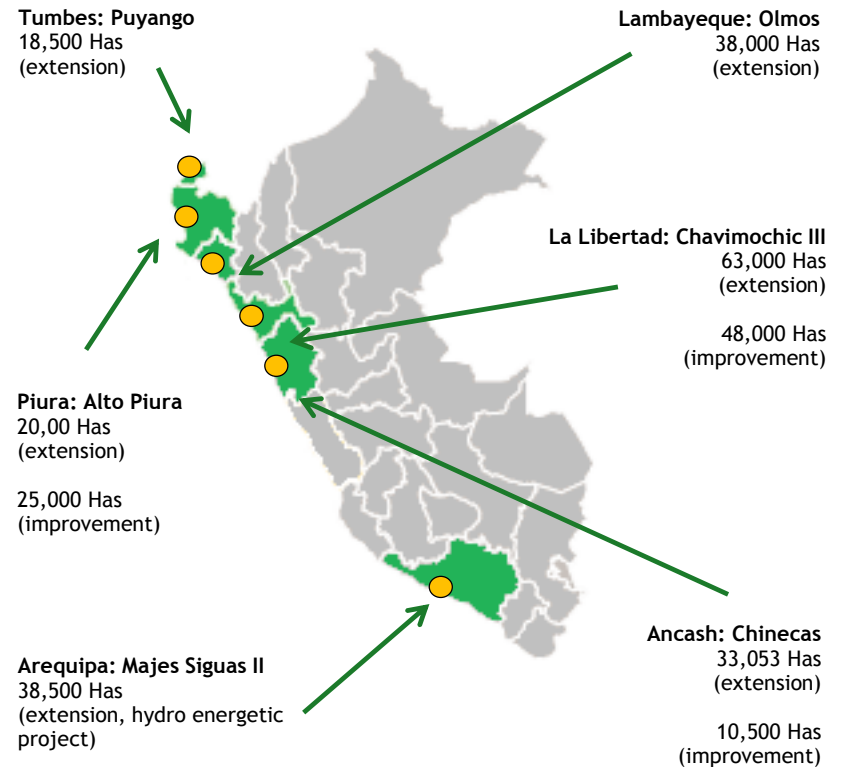 Tumbes: Puyango
18,500 Has
(extension)
Lambayeque: Olmos
38,000 Has
(extension)
La Libertad: Chavimochic III
63,000 Has
(extension)
48,000 Has
(improvement)
Piura: Alto Piura
20,00 Has
(extension)
25,000 Has
(improvement)
Ancash: Chinecas
33,053 Has
(extension)
10,500 Has
(improvement)
Arequipa: Majes Siguas II
38,500 Has
(extension, hydro energetic
project)